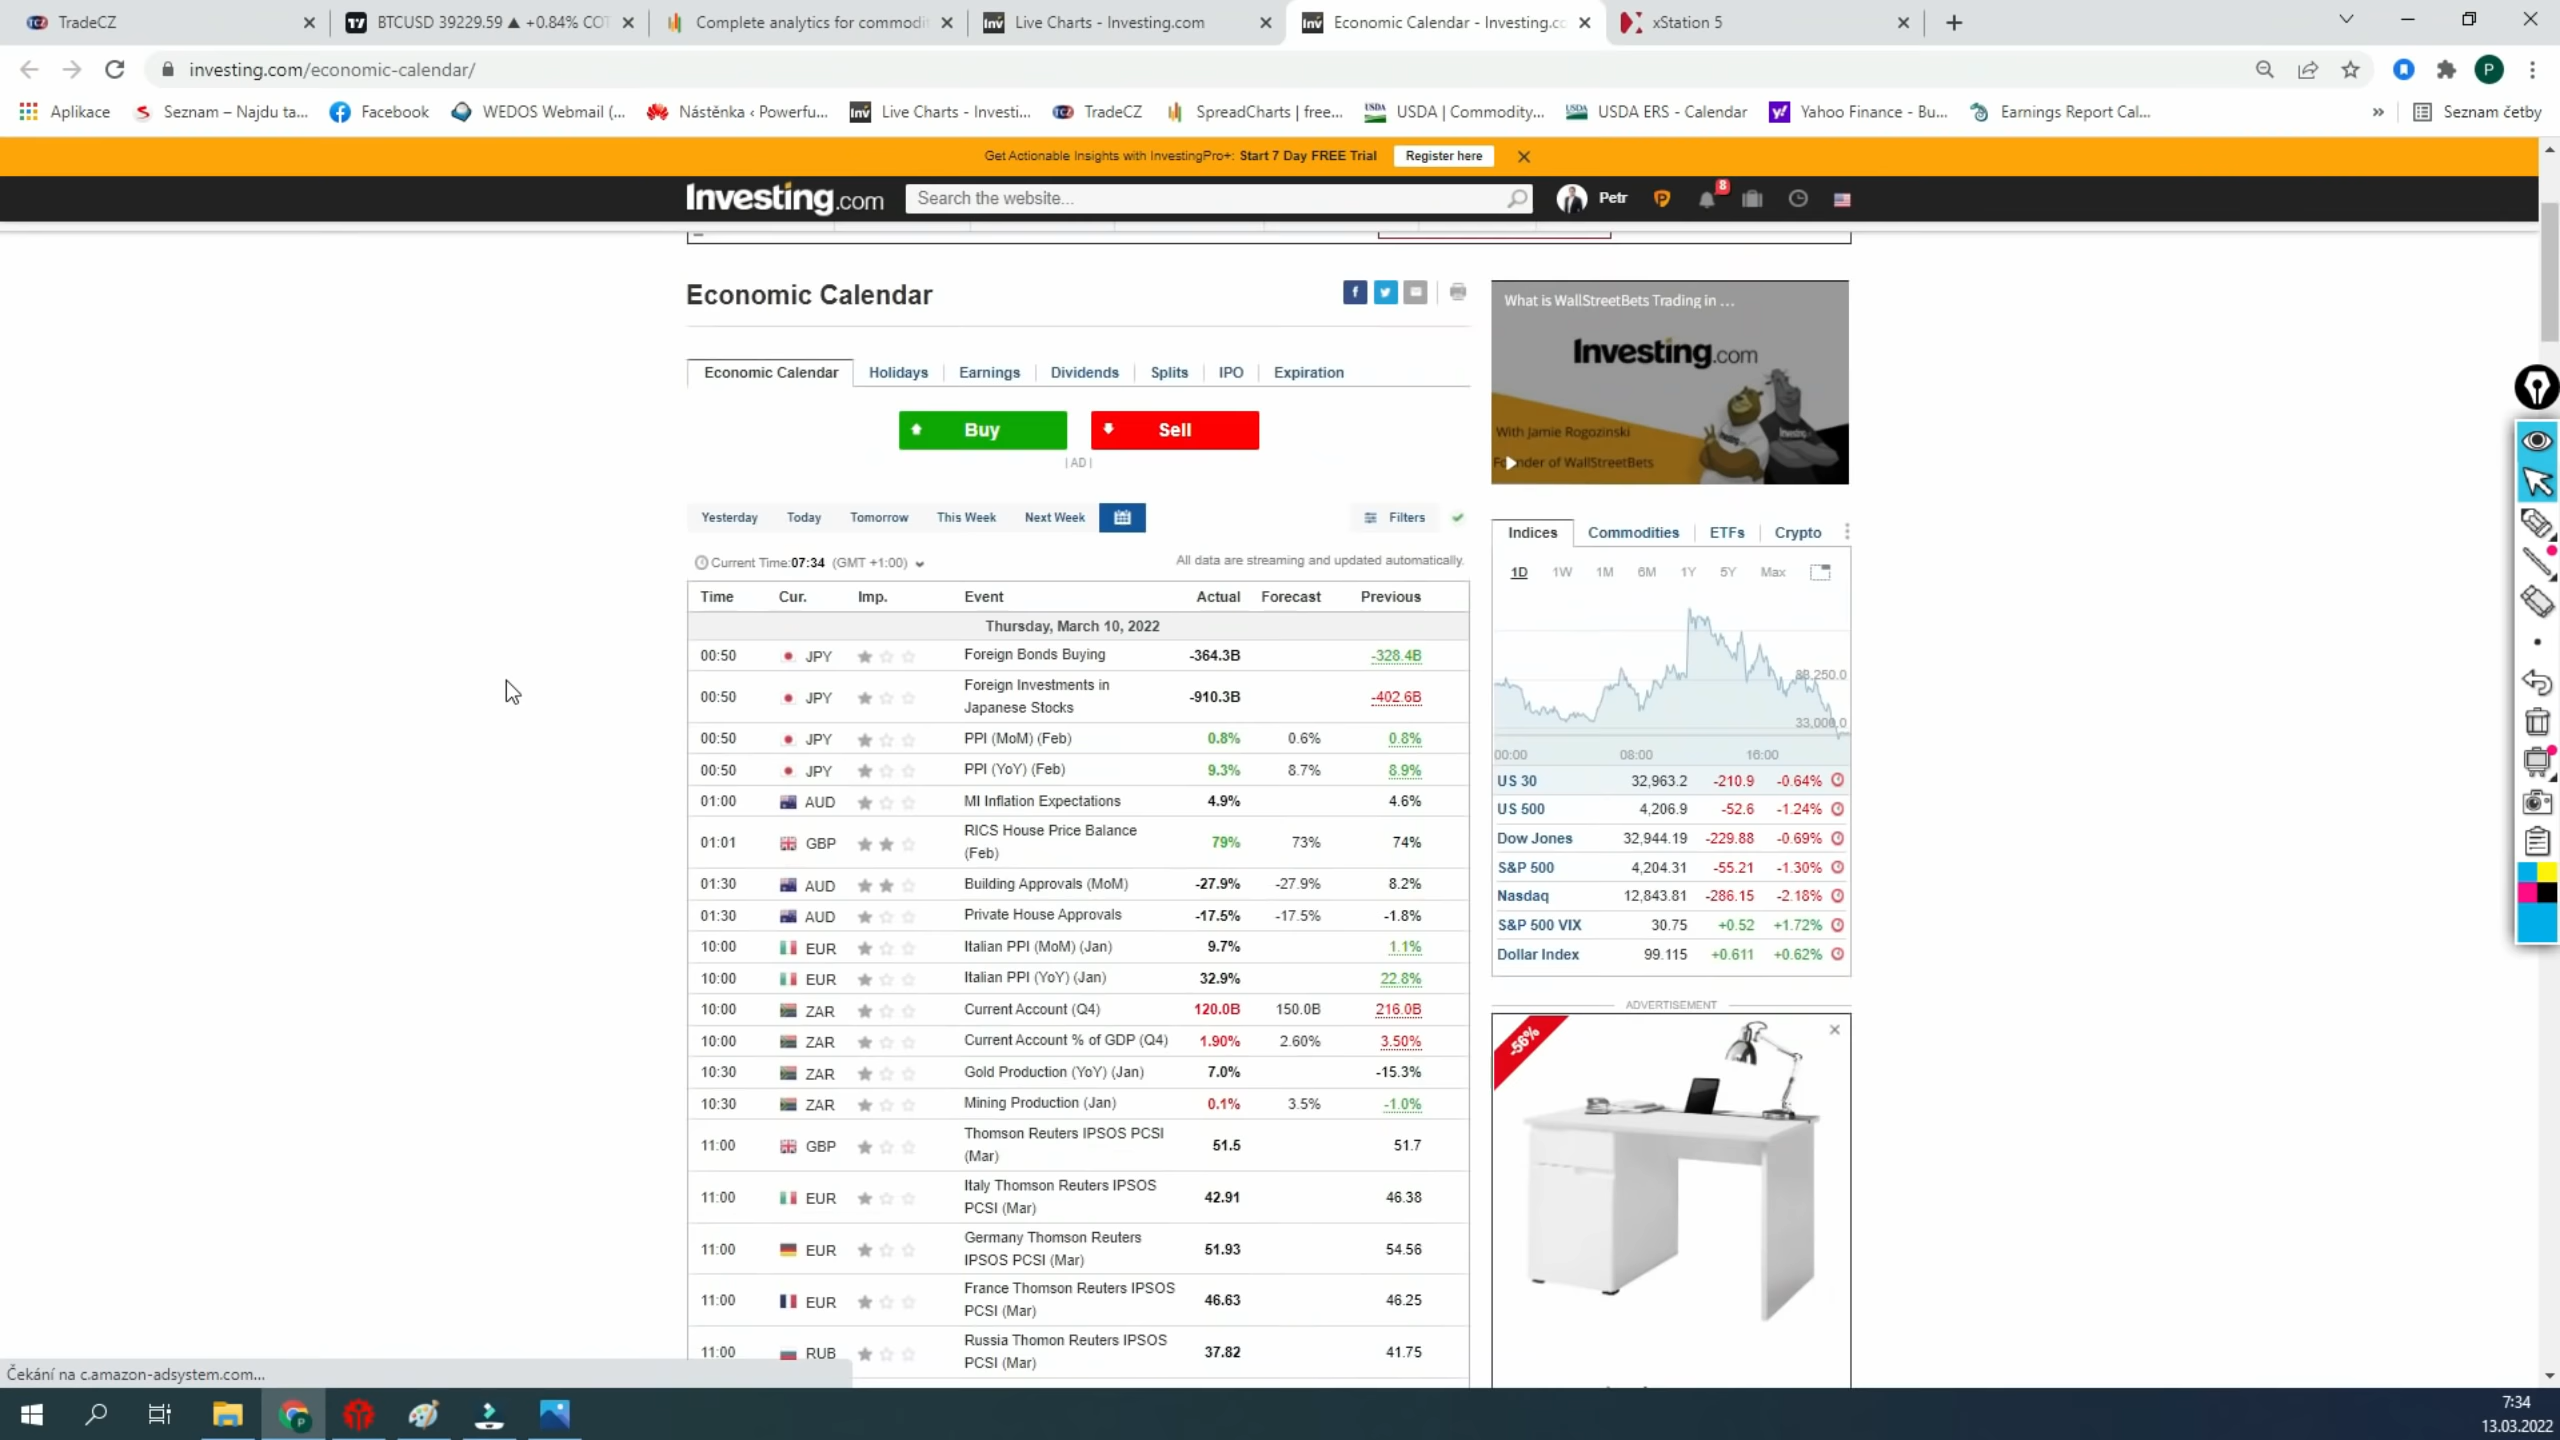 TradeCZ
BTCUSD 39229.59 ▲ +0.84% COT
Complete analytics for commodi
Live Charts - Investing.com
Economic Calendar - Investing.co
xStation 5
investing.com/economic-calendar/
P
Aplikace
Seznam – Najdu ta...
Facebook
WEDOS Webmail (...
Nástěnka ‹ Powerfu...
Live Charts - Investi...
TradeCZ
SpreadCharts | free...
USDA | Commodity...
USDA ERS - Calendar
Yahoo Finance - Bu...
Earnings Report Cal...
»
Seznam četby
Get Actionable Insights with InvestingPro+: Start 7 Day FREE Trial
Register here
Investing.com
Search the website...
Petr
8
Economic Calendar
Economic Calendar
Holidays
Earnings
Dividends
Splits
IPO
Expiration
Buy
Sell
| AD |
Yesterday
Today
Tomorrow
This Week
Next Week
Filters
Current Time:07:34 (GMT +1:00)
All data are streaming and updated automatically.
Time Cur. Imp. Event Actual Forecast Previous
Thursday, March 10, 2022
00:50 JPY Foreign Bonds Buying -364.3B -328.4B
00:50 JPY Foreign Investments in -910.3B -402.6B
Japanese Stocks
00:50 JPY PPI (MoM) (Feb) 0.8% 0.6% 0.8%
00:50 JPY PPI (YoY) (Feb) 9.3% 8.7% 8.9%
01:00 AUD MI Inflation Expectations 4.9% 4.6%
01:01 GBP RICS House Price Balance 79% 73% 74%
(Feb)
01:30 AUD Building Approvals (MoM) -27.9% -27.9% 8.2%
01:30 AUD Private House Approvals -17.5% -17.5% -1.8%
10:00 EUR Italian PPI (MoM) (Jan) 9.7% 1.1%
10:00 EUR Italian PPI (YoY) (Jan) 32.9% 22.8%
10:00 ZAR Current Account (Q4) 120.0B 150.0B 216.0B
10:00 ZAR Current Account % of GDP (Q4) 1.90% 2.60% 3.50%
10:30 ZAR Gold Production (YoY) (Jan) 7.0% -15.3%
10:30 ZAR Mining Production (Jan) 0.1% 3.5% -1.0%
11:00 GBP Thomson Reuters IPSOS PCSI 51.5 51.7
(Mar)
11:00 EUR Italy Thomson Reuters IPSOS 42.91 46.38
PCSI (Mar)
11:00 EUR Germany Thomson Reuters 51.93 54.56
IPSOS PCSI (Mar)
11:00 EUR France Thomson Reuters IPSOS 46.63 46.25
PCSI (Mar)
11:00 RUB Russia Thomon Reuters IPSOS 37.82 41.75
PCSI (Mar)
What is WallStreetBets Trading in ...
Investing.com
With Jamie Rogozinski
Founder of WallStreetBets
Indices
Commodities
ETFs
Crypto
1D 1W 1M 6M 1Y 5Y Max
33,000.0
00:00 08:00 16:00
US 30 32,963.2 -210.9 -0.64%
US 500 4,206.9 -52.6 -1.24%
Dow Jones 32,944.19 -229.88 -0.69%
S&P 500 4,204.31 -55.21 -1.30%
Nasdaq 12,843.81 -286.15 -2.18%
S&P 500 VIX 30.75 +0.52 +1.72%
Dollar Index 99.115 +0.611 +0.62%
ADVERTISEMENT
-56%
Čekání na c.amazon-adsystem.com...
7:34
13.03.2022